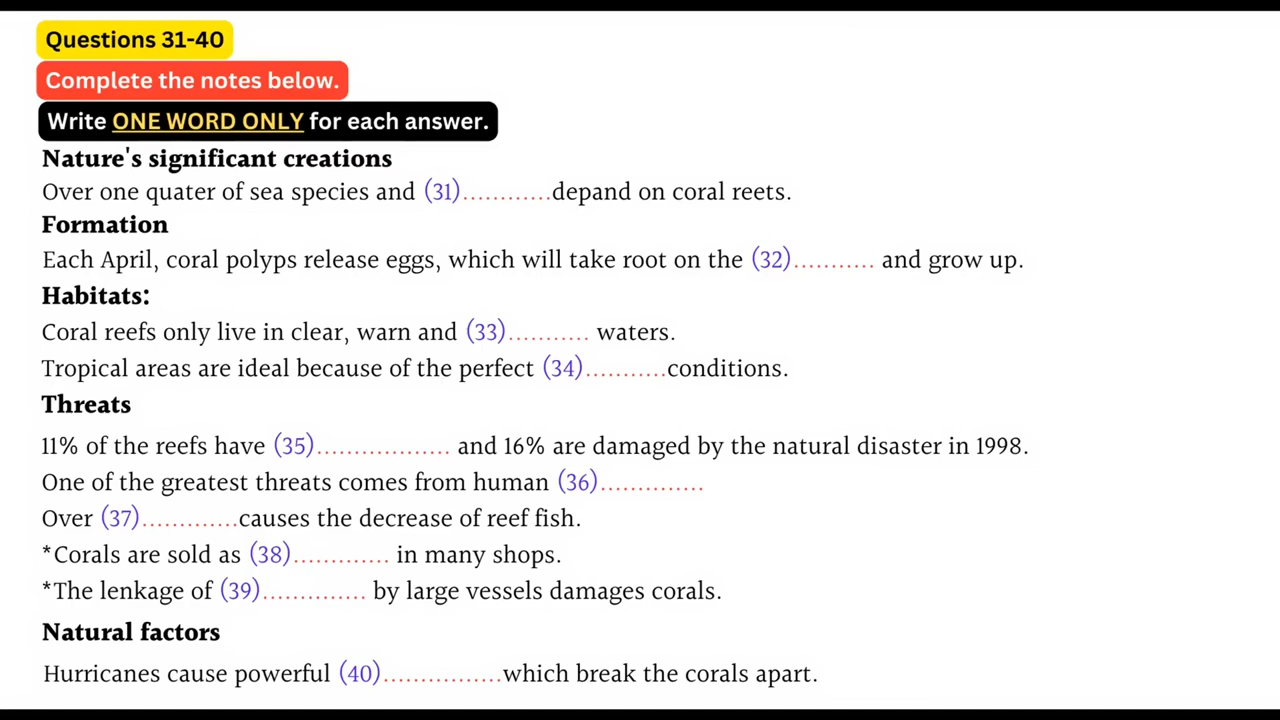 Questions 31-40
Complete the notes below.
Write ONE WORD ONLY for each answer.
Nature's significant creations
Over one quater of sea species and (31)............depand on coral reets.
Formation
Each April, coral polyps release eggs, which will take root on the (32)........... and grow up.
Habitats:
Coral reefs only live in clear, warn and (33)........... waters.
Tropical areas are ideal because of the perfect (34)...........conditions.
Threats
11% of the reefs have (35).................. and 16% are damaged by the natural disaster in 1998.
One of the greatest threats comes from human (36)..............
Over (37).............causes the decrease of reef fish.
*Corals are sold as (38)............. in many shops.
*The lenkage of (39).............. by large vessels damages corals.
Natural factors
Hurricanes cause powerful (40)................which break the corals apart.